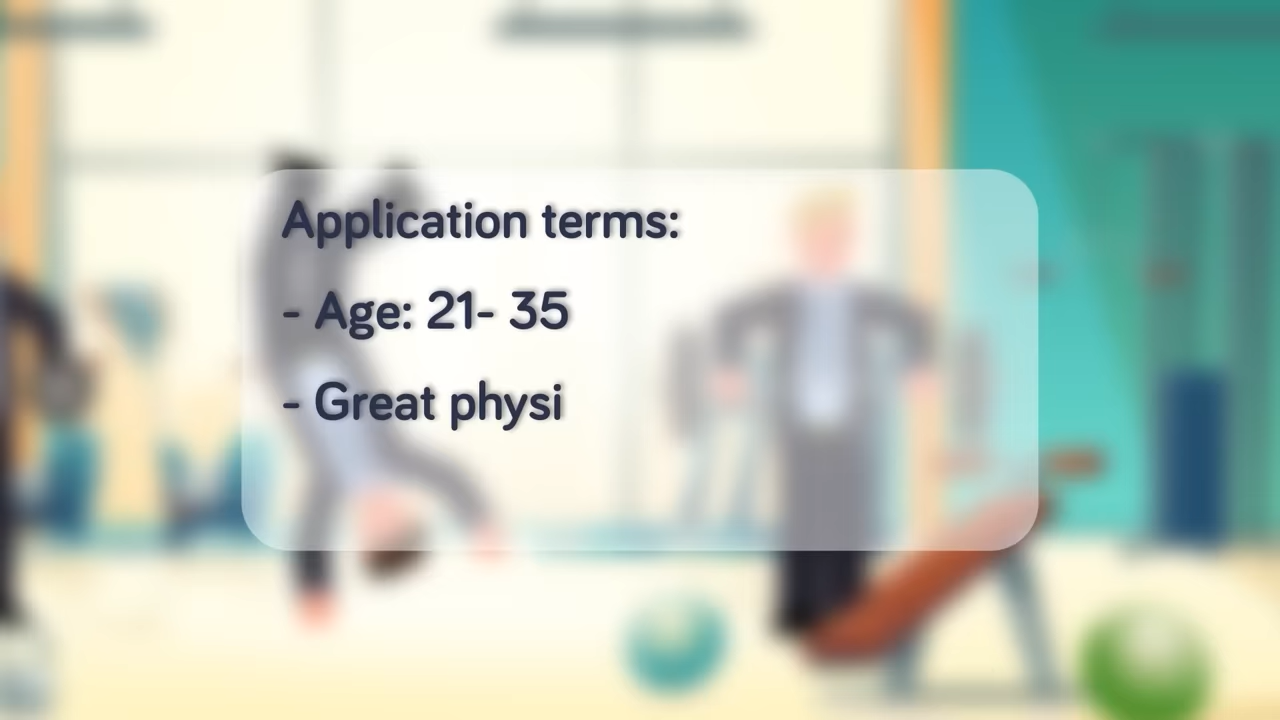 Application terms:
- Age: 21- 35
- Great physi